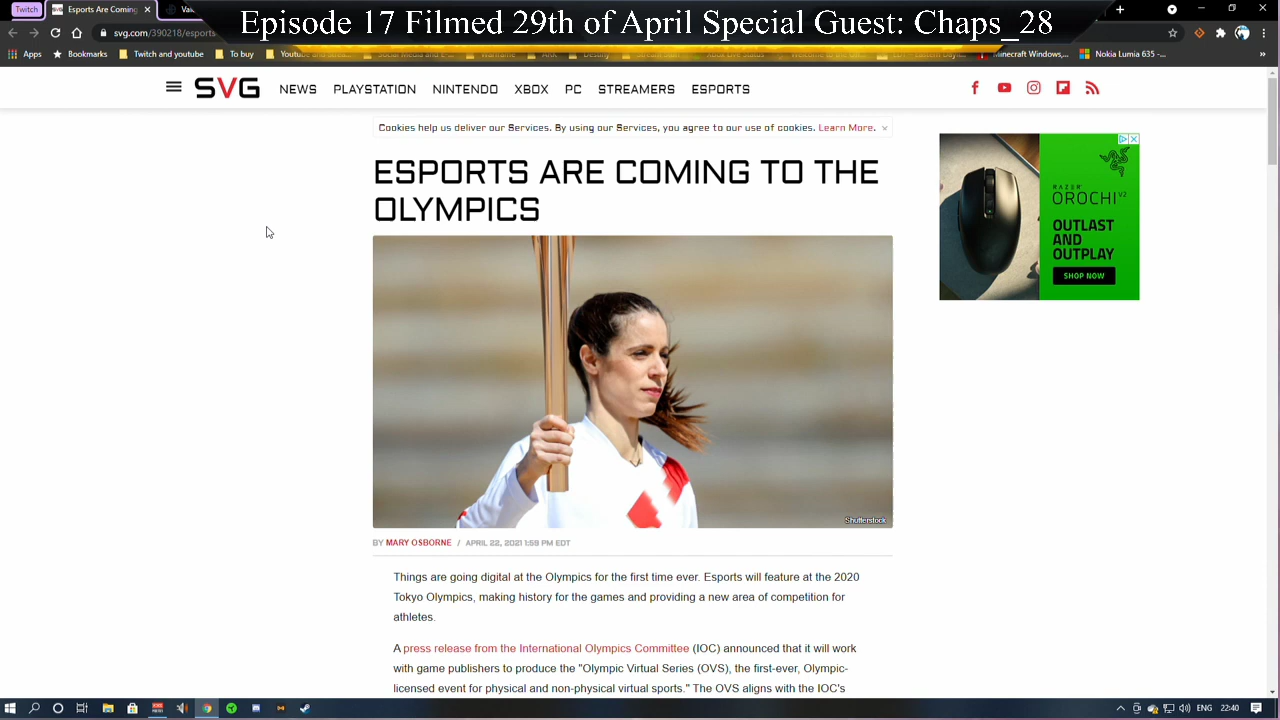 Episode 17 Filmed 29th of April Special Guest: Chaps_28
Twitch
Esports Are Coming
svg.com/390218/esports
Apps
Bookmarks
Twitch and youtube
To buy
Minecraft Windows,...
Nokia Lumia 635 -...
SVG NEWS PLAYSTATION NINTENDO XBOX PC STREAMERS ESPORTS
Cookies help us deliver our Services. By using our Services, you agree to our use of cookies. Learn More.
ESPORTS ARE COMING TO THE
OLYMPICS
RAZER
OROCHI V2
OUTLAST
AND
OUTPLAY
SHOP NOW
Shutterstock
BY MARY OSBORNE / APRIL 22, 2021 1:59 PM EDT
Things are going digital at the Olympics for the first time ever. Esports will feature at the 2020
Tokyo Olympics, making history for the games and providing a new area of competition for
athletes.
A press release from the International Olympics Committee (IOC) announced that it will work
with game publishers to produce the "Olympic Virtual Series (OVS), the first-ever, Olympic-
licensed event for physical and non-physical virtual sports." The OVS aligns with the IOC's
ENG 22:40